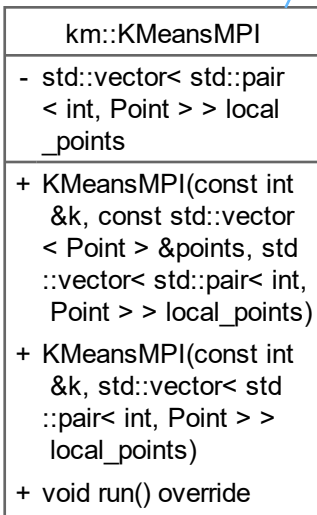 km::KMeansMPI
- std::vector< std::pair
< int, Point > > local
_points
+ KMeansMPI(const int
&k, const std::vector
< Point > &points, std
::vector< std::pair< int,
Point > > local_points)
+ KMeansMPI(const int
&k, std::vector< std
::pair< int, Point > >
local_points)
+ void run() override